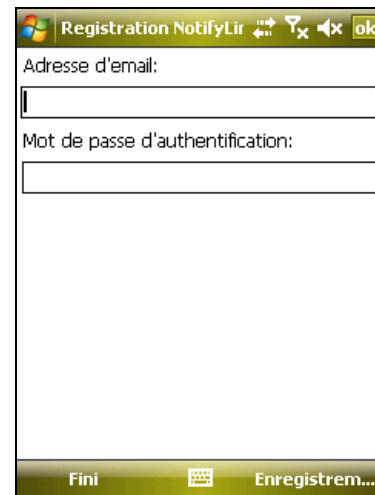 Registration NotifyLir
ok
Adresse d'email:
Mot de passe d'authentification:
Fini
Enregistrem...